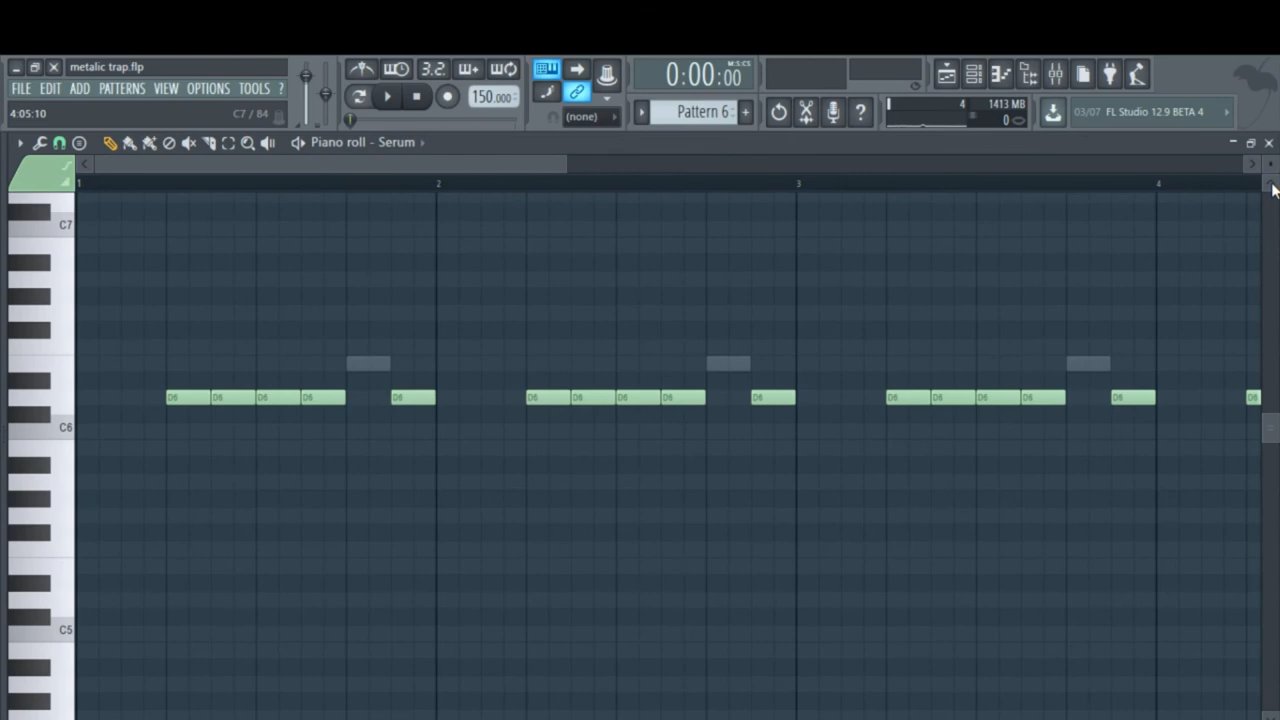 metalic trap.flp
FILE EDIT ADD PATTERNS VIEW OPTIONS TOOLS ?
4:05:10 C7 / 84
3.2.
150.000
(none)
M:S:CS
0:00:00
Pattern 6
?
4 1413 MB
0
03/07 FL Studio 12.9 BETA 4
Piano roll - Serum
1 2 3 4
C7
D6 D6 D6 D6 D6 D6 D6 D6 D6 D6 D6 D6 D6 D6 D6 D6
C6
C5